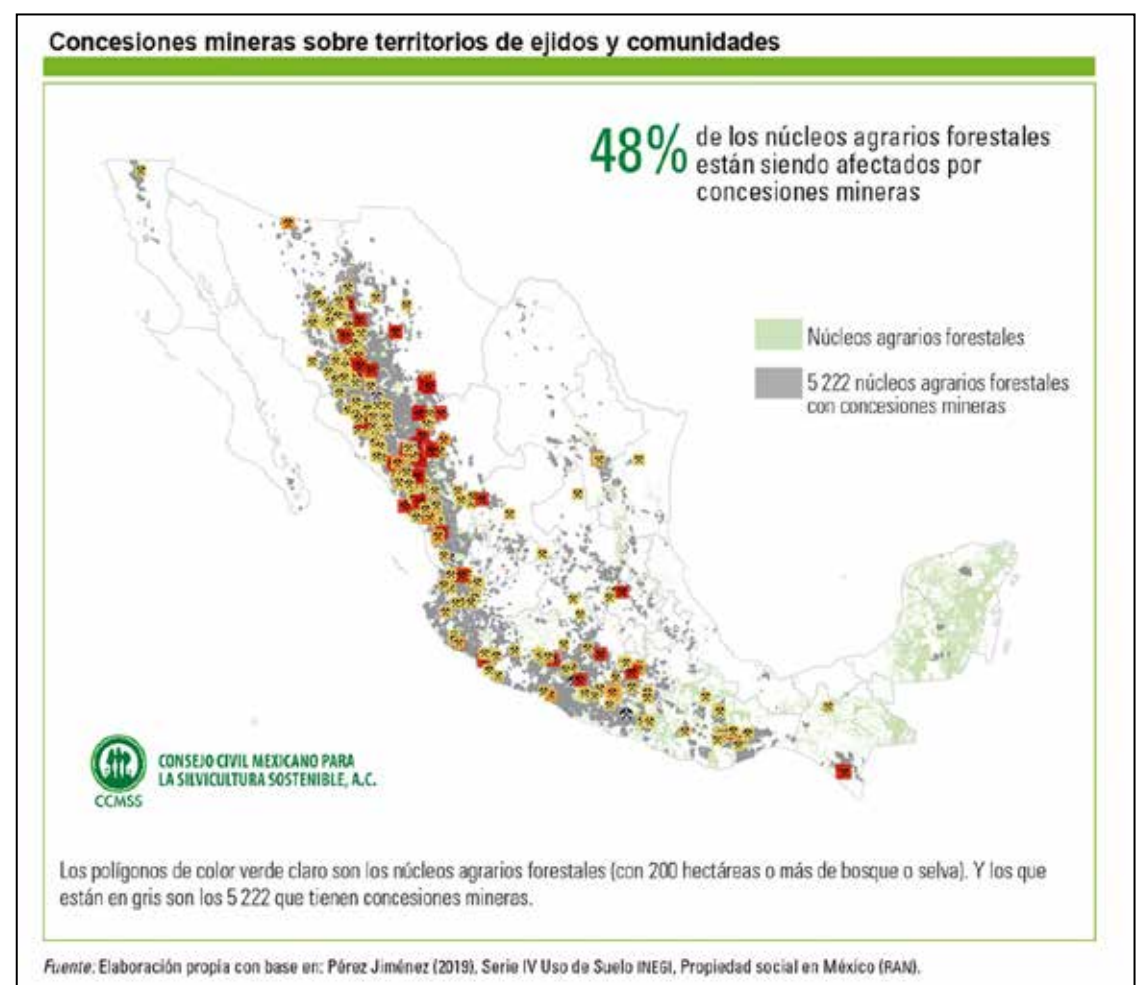 Concesiones mineras sobre territorios de ejidos y comunidades
48% de los núcleos agrarios forestales
están siendo afectados por
concesiones mineras
Núcleos agrarios forestales
5 222 núcleos agrarios forestales
con concesiones mineras
CCMSS
CONSEJO CIVIL MEXICANO PARA
LA SILVICULTURA SOSTENIBLE, A.C.
Los polígonos de color verde claro son los núcleos agrarios forestales (con 200 hectáreas o más de bosque o selva). Y los que
están en gris son los 5 222 que tienen concesiones mineras.
Fuente: Elaboración propia con base en: Pérez Jiménez (2019), Serie IV Uso de Suelo INEGI, Propiedad social en México (RAN).